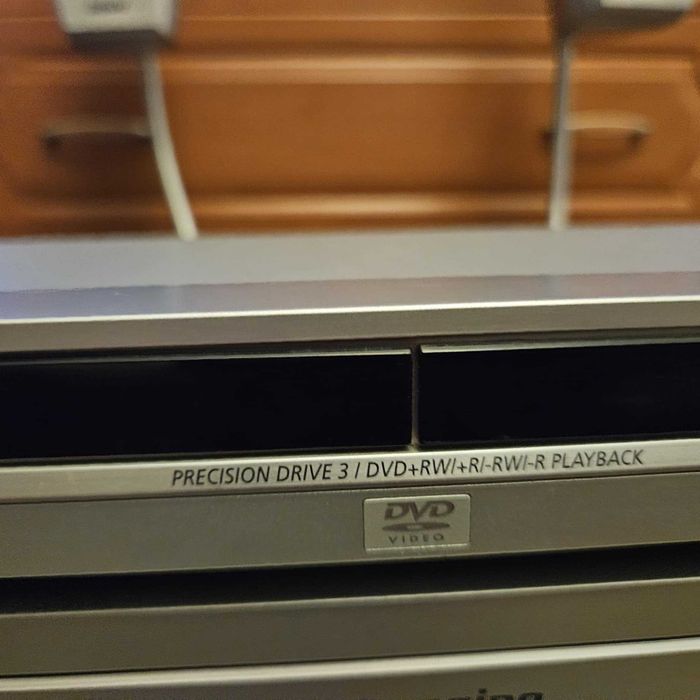 PRECISION DRIVE 3 / DVD+RW/+R/-RW/-R PLAYBACK
DVD
VIDEO